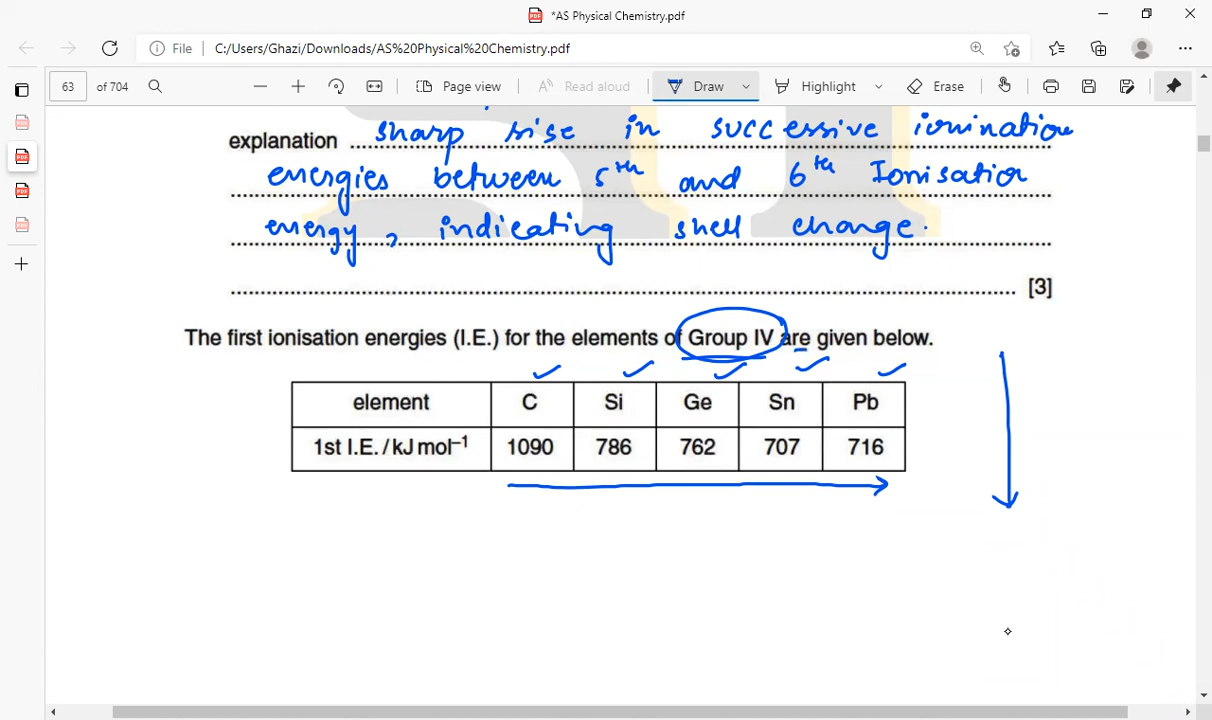 *AS Physical Chemistry.pdf
File C:/Users/Ghazi/Downloads/AS%20Physical%20Chemistry.pdf
63 of 704 Page view Read aloud Draw Highlight Erase
explanation sharp rise in successive ionination
energies between 5th and 6th Ionisation
energy, indicating shell change.
[3]
The first ionisation energies (I.E.) for the elements of Group IV are given below.
element C Si Ge Sn Pb
1st I.E./kJ mol⁻¹ 1090 786 762 707 716